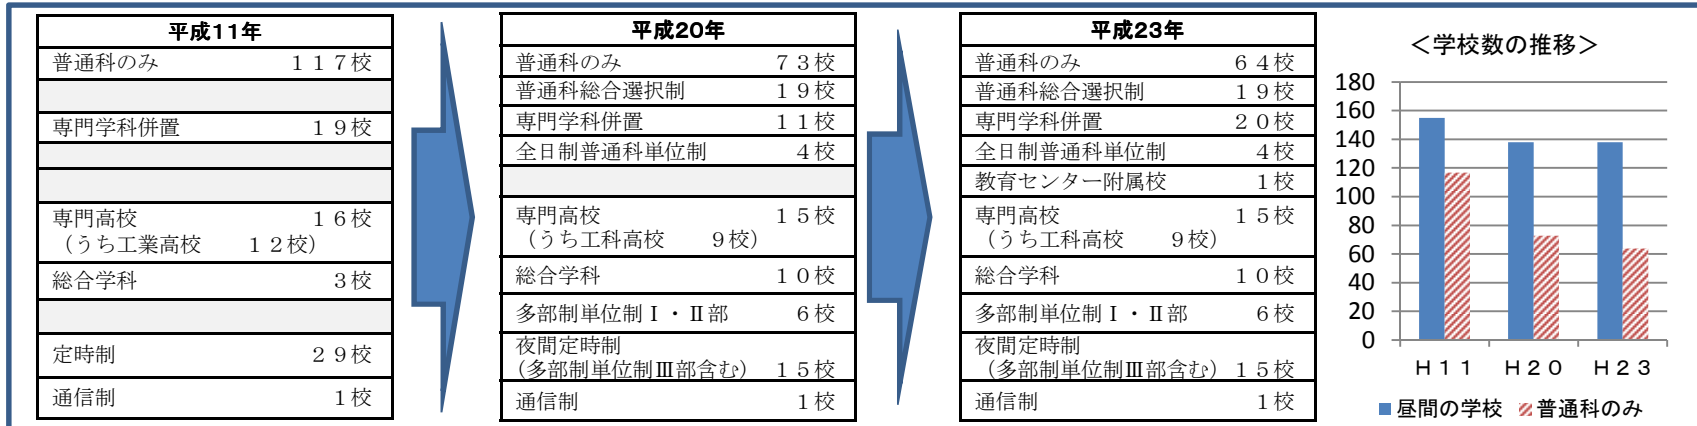 平成11年
普通科のみ １１７校
専門学科併置 １９校
専門高校 １６校
（うち工業高校 １２校）
総合学科 ３校
定時制 ２９校
通信制 １校
平成20年
普通科のみ ７３校
普通科総合選択制 １９校
専門学科併置 １１校
全日制普通科単位制 ４校
専門高校 １５校
（うち工科高校 ９校）
総合学科 １０校
多部制単位制Ⅰ・Ⅱ部 ６校
夜間定時制
（多部制単位制Ⅲ部含む） １５校
通信制 １校
平成23年
普通科のみ ６４校
普通科総合選択制 １９校
専門学科併置 ２０校
全日制普通科単位制 ４校
教育センター附属校 １校
専門高校 １５校
（うち工科高校 ９校）
総合学科 １０校
多部制単位制Ⅰ・Ⅱ部 ６校
夜間定時制
（多部制単位制Ⅲ部含む） １５校
通信制 １校
＜学校数の推移＞
180
160
140
120
100
80
60
40
20
0
Ｈ１１ Ｈ２０ Ｈ２３
昼間の学校 普通科のみ